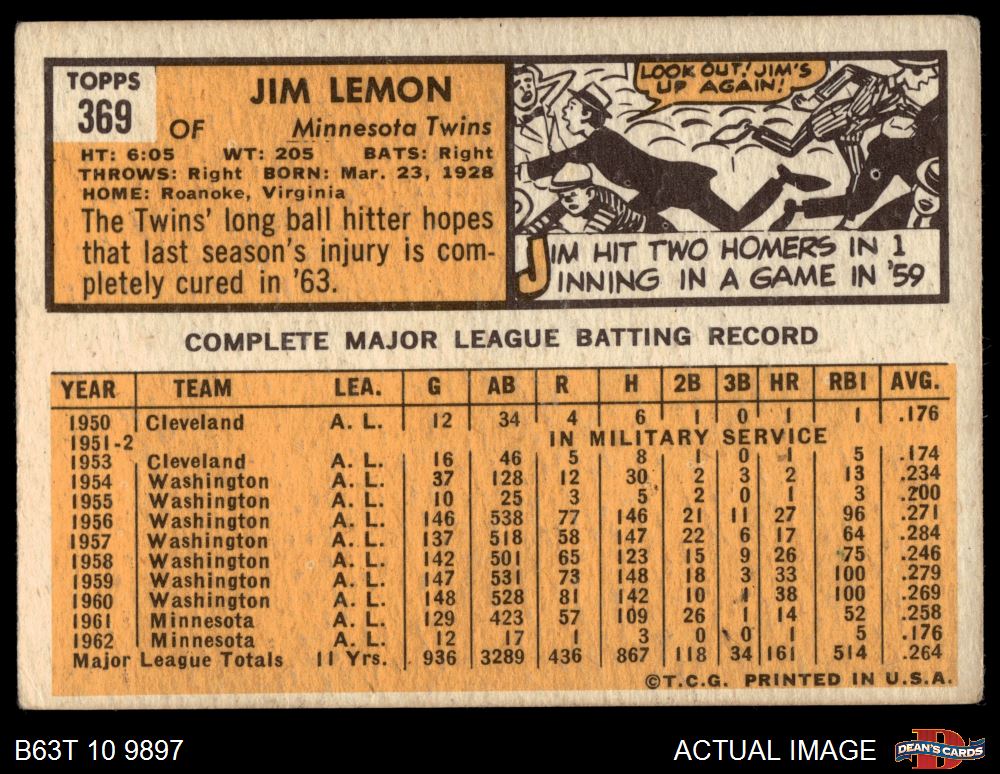 TOPPS
369
JIM LEMON
OF Minnesota Twins
HT: 6:05 WT: 205 BATS: Right
THROWS: Right BORN: Mar. 23, 1928
HOME: Roanoke, Virginia
The Twins' long ball hitter hopes
that last season's injury is com-
pletely cured in '63.
LOOK OUT! JIM'S
UP AGAIN!
JIM HIT TWO HOMERS IN 1
INNING IN A GAME IN '59
COMPLETE MAJOR LEAGUE BATTING RECORD
YEAR TEAM LEA. G AB R H 2B 3B HR RBI AVG.
1950 Cleveland A. L. 12 34 4 6 1 0 1 1 .176
1951-2 IN MILITARY SERVICE
1953 Cleveland A. L. 16 46 5 8 1 0 1 5 .174
1954 Washington A. L. 37 128 12 30 2 3 2 13 .234
1955 Washington A. L. 10 25 3 5 2 0 1 3 .200
1956 Washington A. L. 146 538 77 146 21 11 27 96 .271
1957 Washington A. L. 137 518 58 147 22 6 17 64 .284
1958 Washington A. L. 142 501 65 123 15 9 26 75 .246
1959 Washington A. L. 147 531 73 148 18 3 33 100 .279
1960 Washington A. L. 148 528 81 142 10 1 38 100 .269
1961 Minnesota A. L. 129 423 57 109 26 1 14 52 .258
1962 Minnesota A. L. 12 17 1 3 0 0 1 5 .176
Major League Totals 11 Yrs. 936 3289 436 867 118 34 161 514 .264
©T.C.G. PRINTED IN U.S.A.
B63T 10 9897
ACTUAL IMAGE
D
DEAN'S CARDS